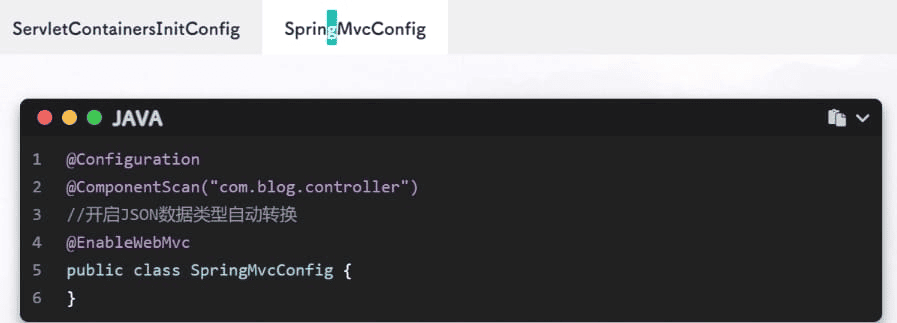 ServletContainersInitConfig SpringMvcConfig
JAVA
1 @Configuration
2 @ComponentScan("com.blog.controller")
3 //开启JSON数据类型自动转换
4 @EnableWebMvc
5 public class SpringMvcConfig {
6 }